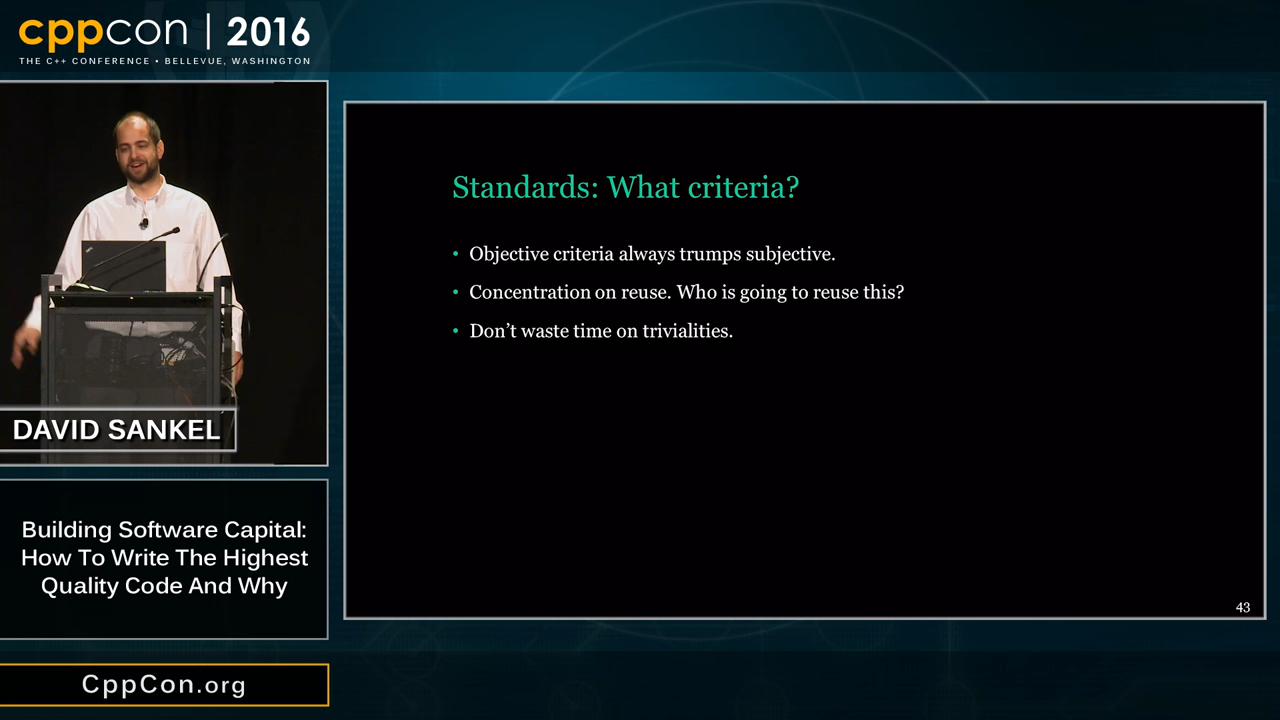 cppcon | 2016
THE C++ CONFERENCE • BELLEVUE, WASHINGTON
DAVID SANKEL
Building Software Capital:
How To Write The Highest
Quality Code And Why
CppCon.org
Standards: What criteria?
• Objective criteria always trumps subjective.
• Concentration on reuse. Who is going to reuse this?
• Don’t waste time on trivialities.
43